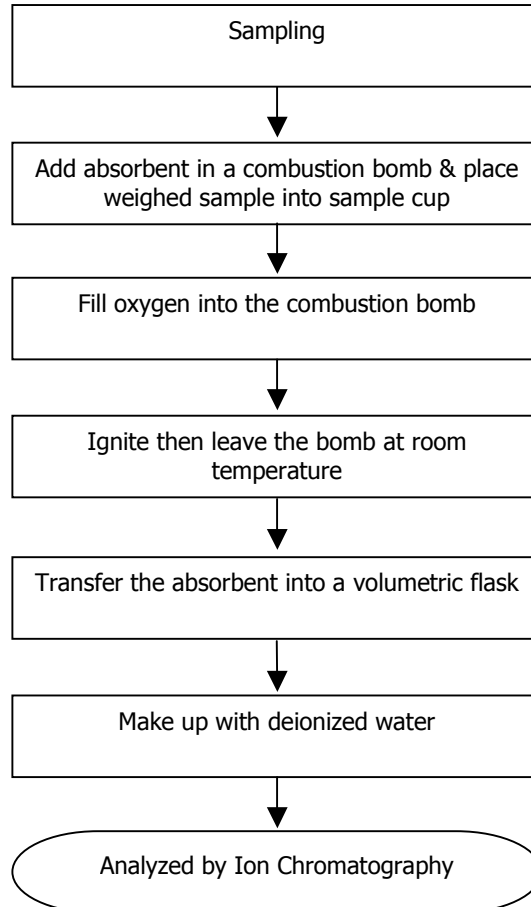 Sampling
Add absorbent in a combustion bomb & place
weighed sample into sample cup
Fill oxygen into the combustion bomb
Ignite then leave the bomb at room
temperature
Transfer the absorbent into a volumetric flask
Make up with deionized water
Analyzed by Ion Chromatography